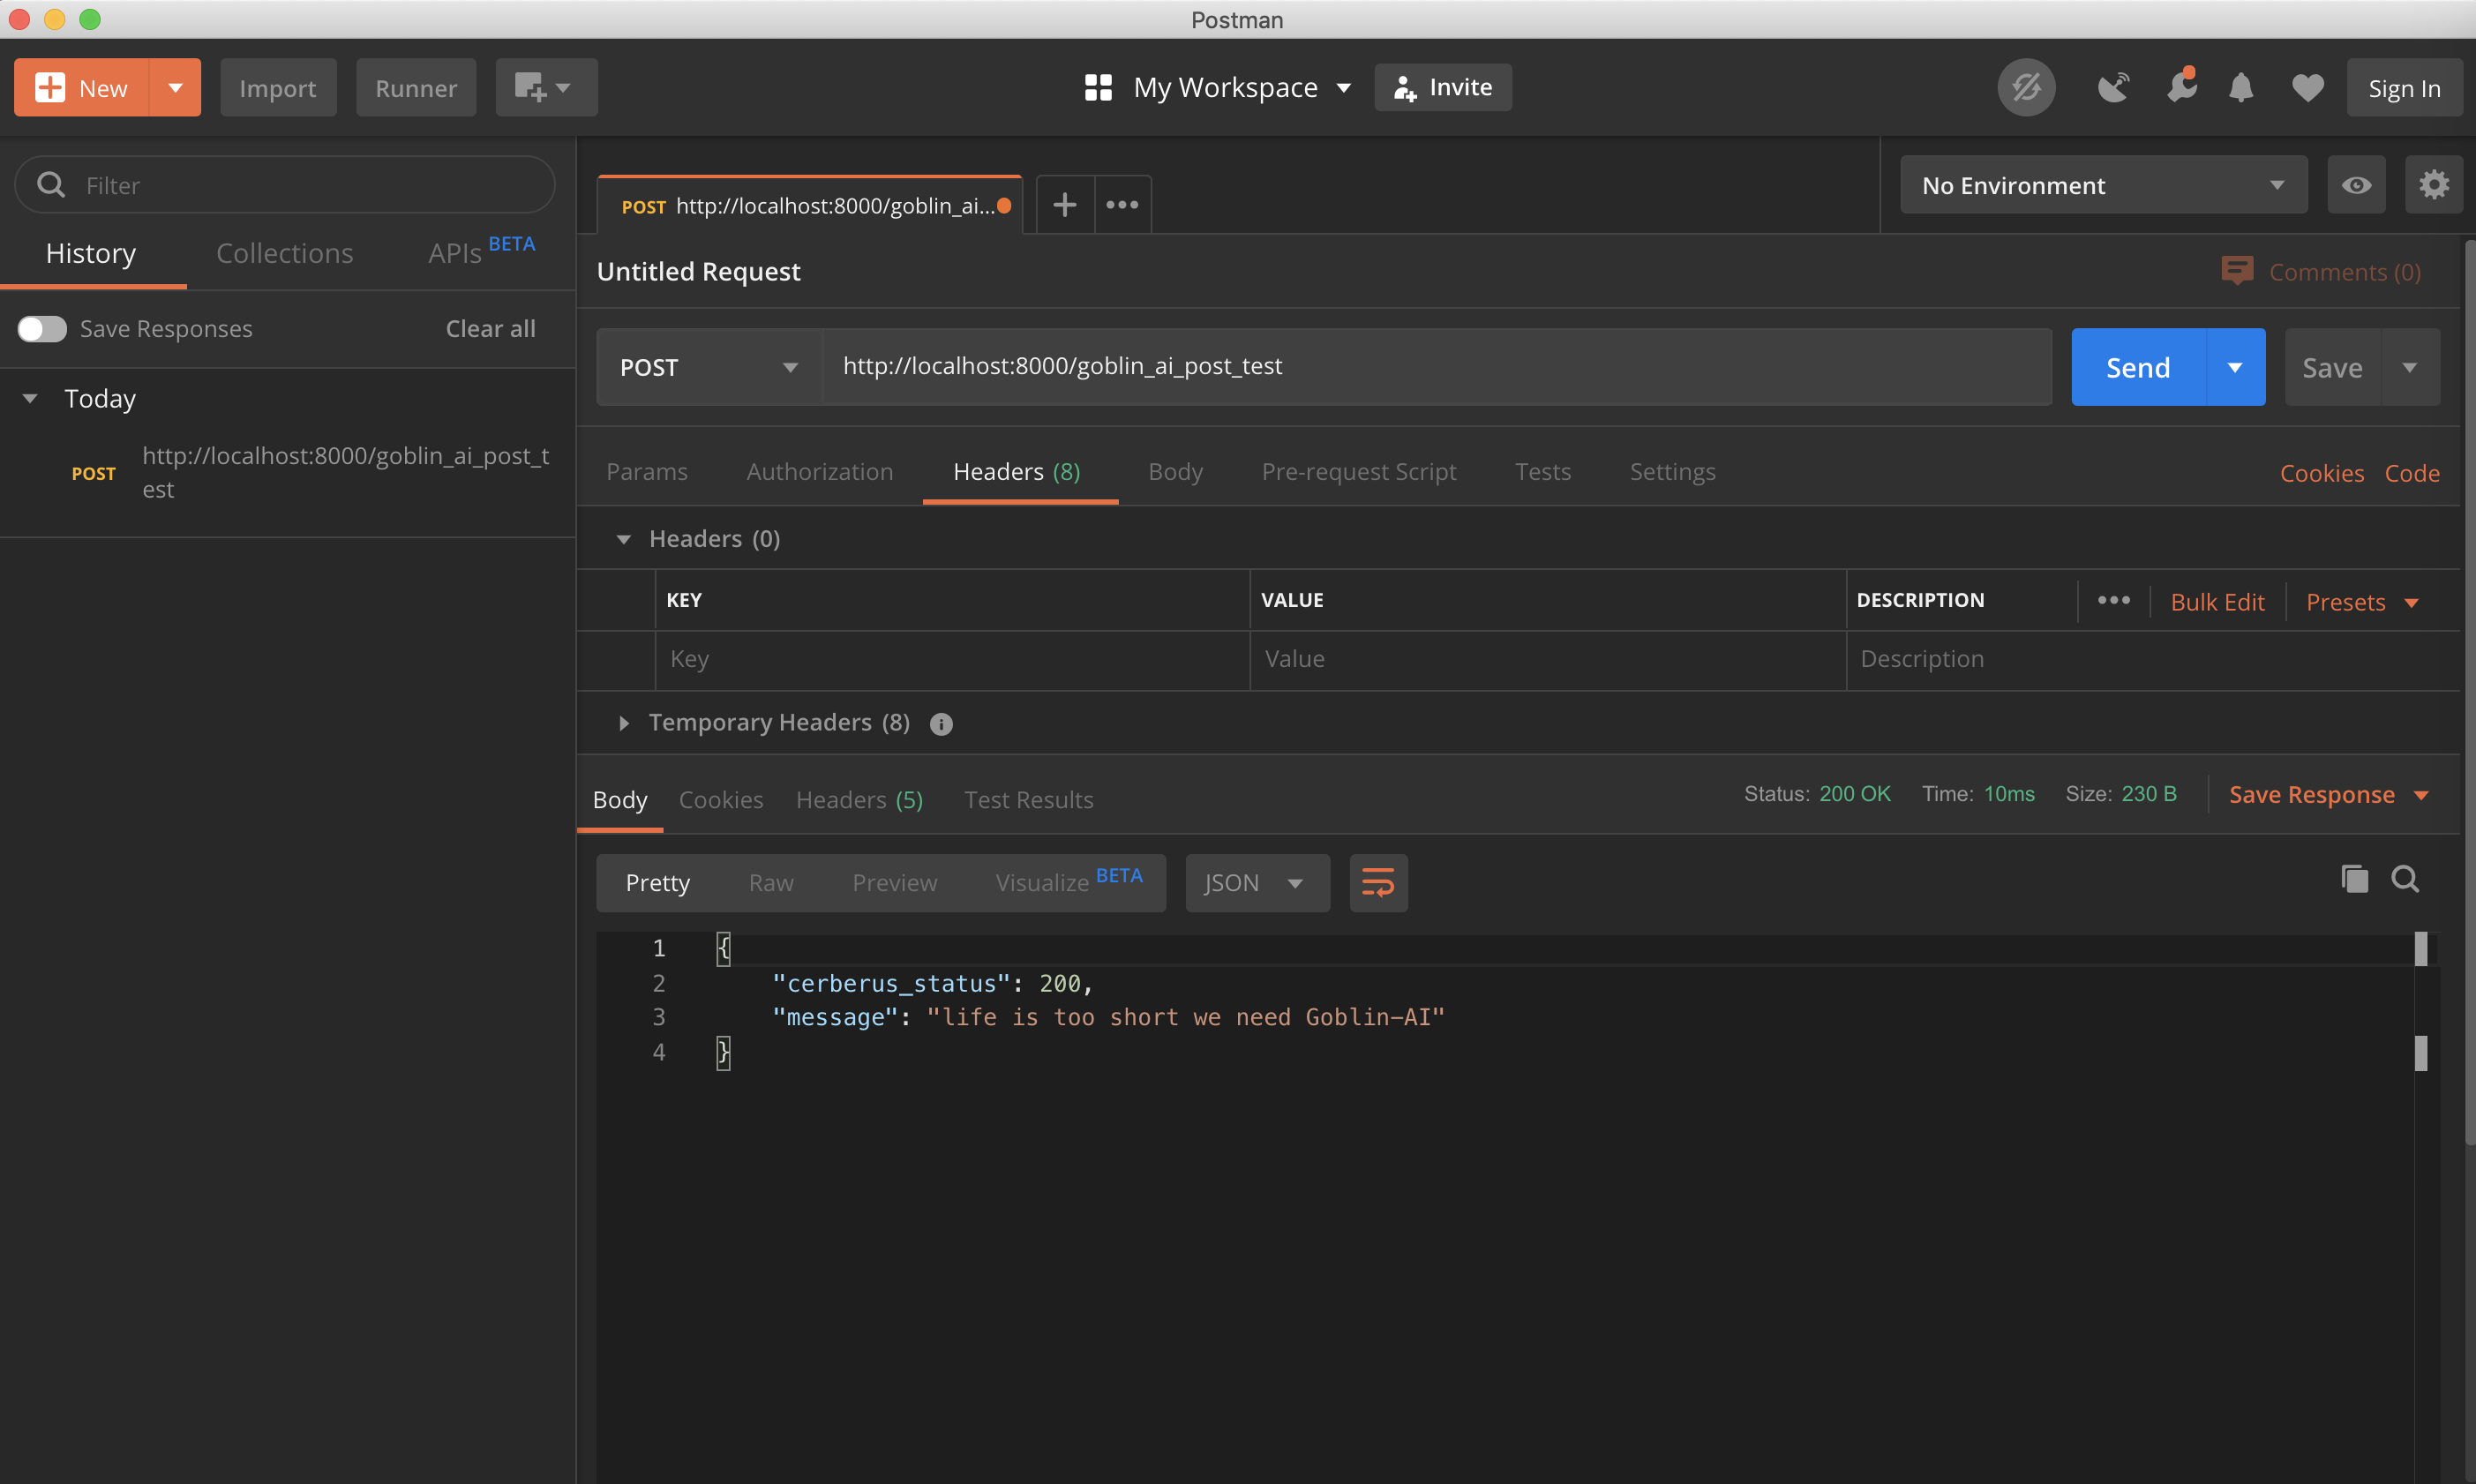 Postman
New
Import
Runner
My Workspace
Invite
Sign In
Filter
History
Collections
APIs BETA
Save Responses
Clear all
Today
POST http://localhost:8000/goblin_ai_post_t
est
POST http://localhost:8000/goblin_ai...
No Environment
Untitled Request
Comments (0)
POST
http://localhost:8000/goblin_ai_post_test
Send
Save
Params
Authorization
Headers (8)
Body
Pre-request Script
Tests
Settings
Cookies
Code
Headers (0)
KEY
VALUE
DESCRIPTION
Bulk Edit
Presets
Key
Value
Description
Temporary Headers (8)
Body
Cookies
Headers (5)
Test Results
Status: 200 OK
Time: 10ms
Size: 230 B
Save Response
Pretty
Raw
Preview
Visualize BETA
JSON
1 {
2 "cerberus_status": 200,
3 "message": "life is too short we need Goblin-AI"
4 }